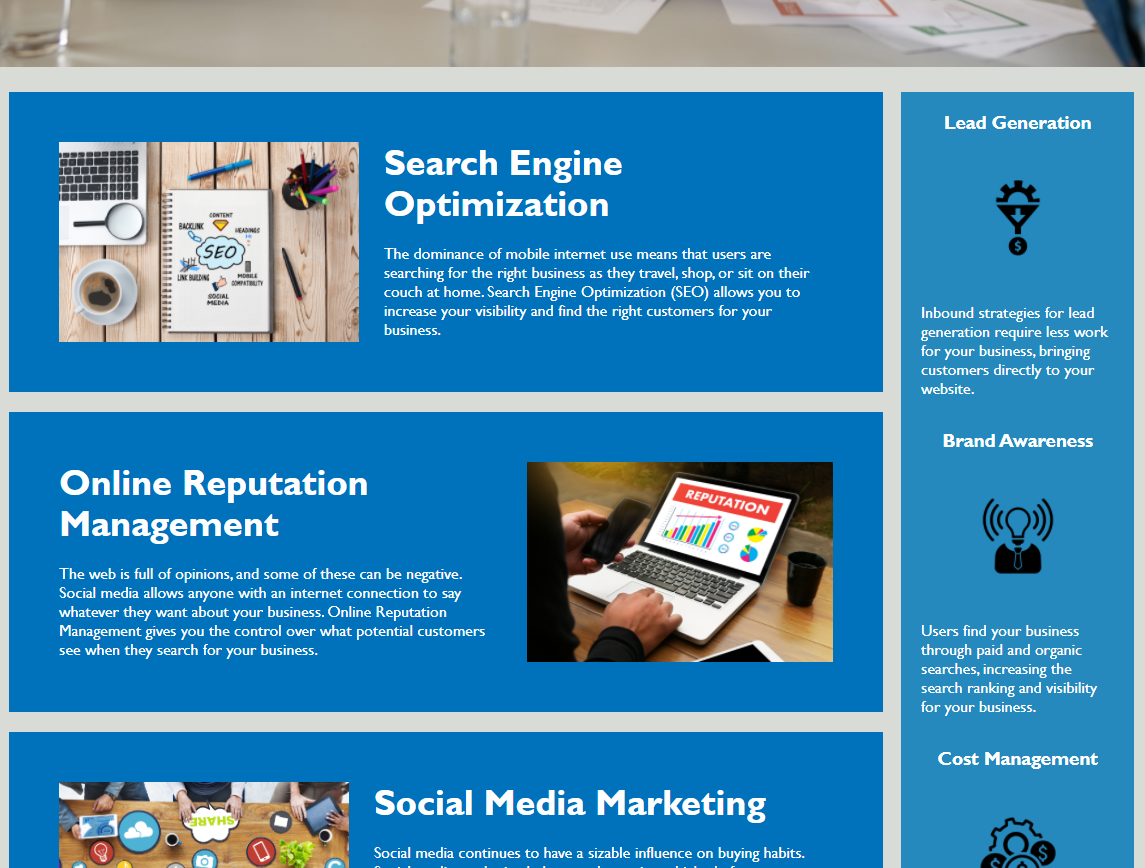 Search Engine
Optimization
The dominance of mobile internet use means that users are
searching for the right business as they travel, shop, or sit on their
couch at home. Search Engine Optimization (SEO) allows you to
increase your visibility and find the right customers for your
business.
CONTENT
BACKLINK
HEADINGS
SEO
LINK BUILDING
MOBILE
COMPATIBILITY
SOCIAL
MEDIA
Online Reputation
Management
The web is full of opinions, and some of these can be negative.
Social media allows anyone with an internet connection to say
whatever they want about your business. Online Reputation
Management gives you the control over what potential customers
see when they search for your business.
REPUTATION
Social Media Marketing
Social media continues to have a sizable influence on buying habits.
SHARE
Lead Generation
$
Inbound strategies for lead
generation require less work
for your business, bringing
customers directly to your
website.
Brand Awareness
Users find your business
through paid and organic
searches, increasing the
search ranking and visibility
for your business.
Cost Management
$ $